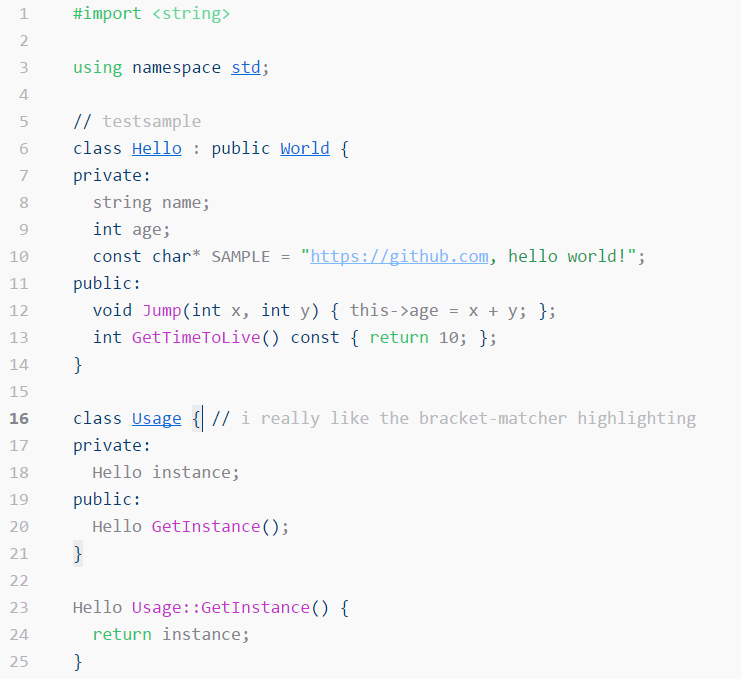 1 #import <string>
2
3 using namespace std;
4
5 // testsample
6 class Hello : public World {
7 private:
8   string name;
9   int age;
10   const char* SAMPLE = "https://github.com, hello world!";
11 public:
12   void Jump(int x, int y) { this->age = x + y; };
13   int GetTimeToLive() const { return 10; };
14 }
15
16 class Usage { // i really like the bracket-matcher highlighting
17 private:
18   Hello instance;
19 public:
20   Hello GetInstance();
21 }
22
23 Hello Usage::GetInstance() {
24   return instance;
25 }